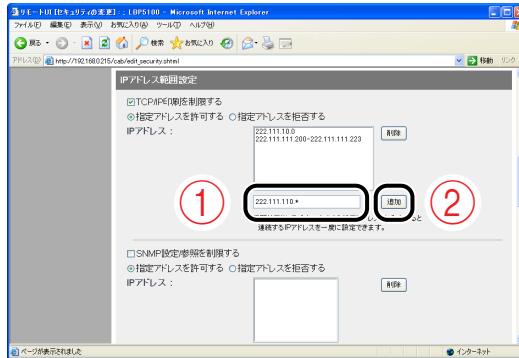 リモートUI [セキュリティの変更] : ; LBP5100 - Microsoft Internet Explorer
ファイル(F) 編集(E) 表示(V) お気に入り(A) ツール(T) ヘルプ(H)
戻る 検索 お気に入り
アドレス(D) http://192.168.0.215/cab/edit_security.shtml 移動 リンク
IPアドレス範囲設定
TCP/IP印刷を制限する
指定アドレスを許可する 指定アドレスを拒否する
IPアドレス :
222.111.10.0
222.111.111.200-222.111.111.223
削除
① 222.111.110.* 追加 ②
連続するIPアドレスを一度に設定できます。
SNMP設定/参照を制限する
指定アドレスを許可する 指定アドレスを拒否する
IPアドレス :
削除
ページが表示されました インターネット